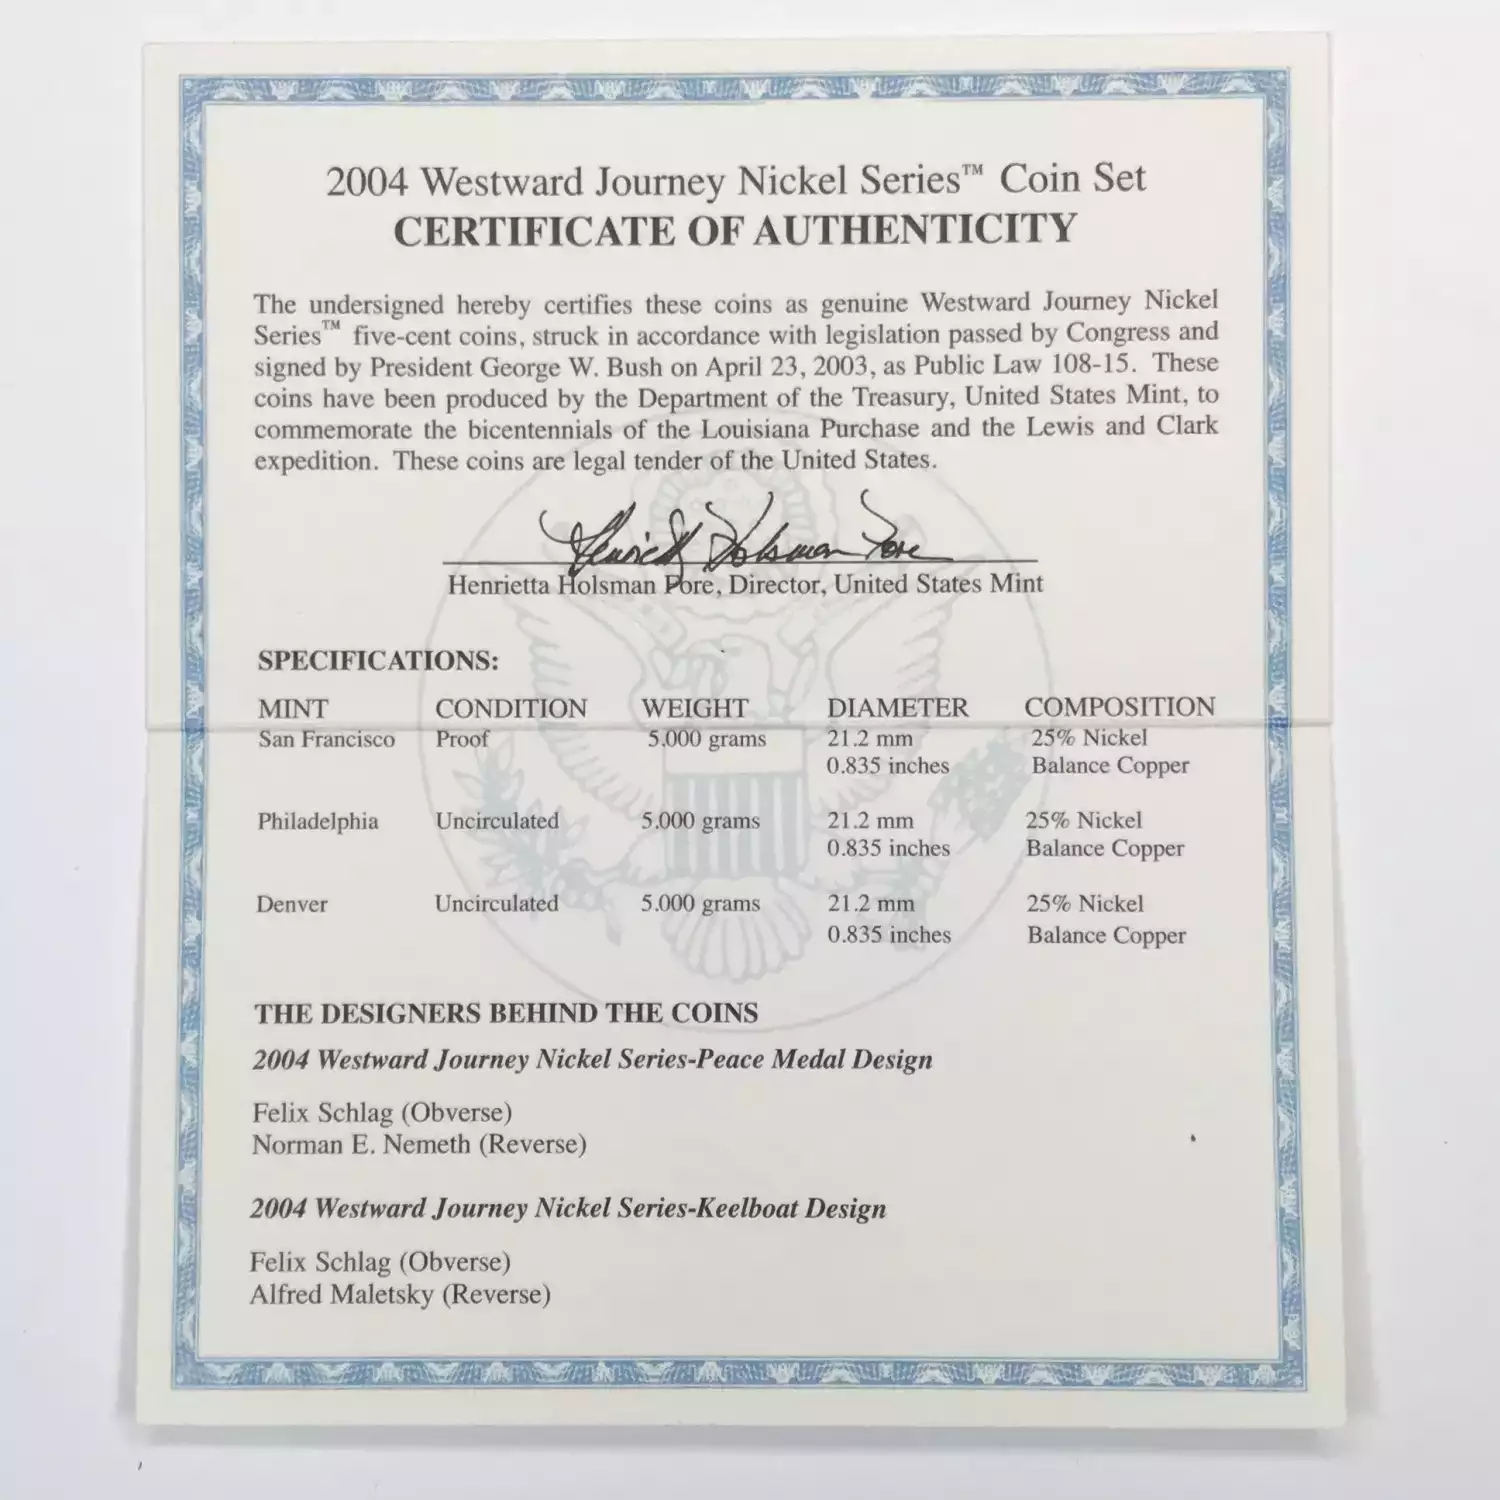 2004 Westward Journey Nickel Series™ Coin Set
CERTIFICATE OF AUTHENTICITY
The undersigned hereby certifies these coins as genuine Westward Journey Nickel
Series™ five-cent coins, struck in accordance with legislation passed by Congress and
signed by President George W. Bush on April 23, 2003, as Public Law 108-15. These
coins have been produced by the Department of the Treasury, United States Mint, to
commemorate the bicentennials of the Louisiana Purchase and the Lewis and Clark
expedition. These coins are legal tender of the United States.
Henrietta Holsman Fore
Henrietta Holsman Fore, Director, United States Mint
SPECIFICATIONS:
MINT CONDITION WEIGHT DIAMETER COMPOSITION
San Francisco Proof 5.000 grams 21.2 mm 25% Nickel
0.835 inches Balance Copper
Philadelphia Uncirculated 5.000 grams 21.2 mm 25% Nickel
0.835 inches Balance Copper
Denver Uncirculated 5.000 grams 21.2 mm 25% Nickel
0.835 inches Balance Copper
THE DESIGNERS BEHIND THE COINS
2004 Westward Journey Nickel Series-Peace Medal Design
Felix Schlag (Obverse)
Norman E. Nemeth (Reverse)
2004 Westward Journey Nickel Series-Keelboat Design
Felix Schlag (Obverse)
Alfred Maletsky (Reverse)